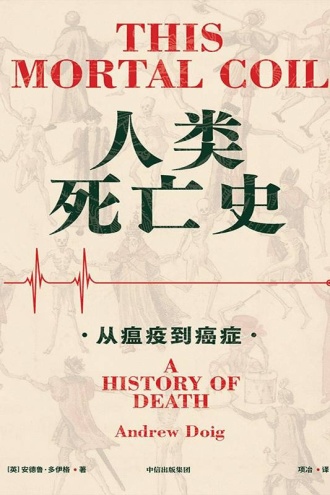 THIS
MORTAL COIL
人类
死亡史
·从瘟疫到癌症·
A
HISTORY OF
DEATH
Andrew Doig
[英] 安德鲁·多伊格 · 著
中信出版集团
项冶 · 译